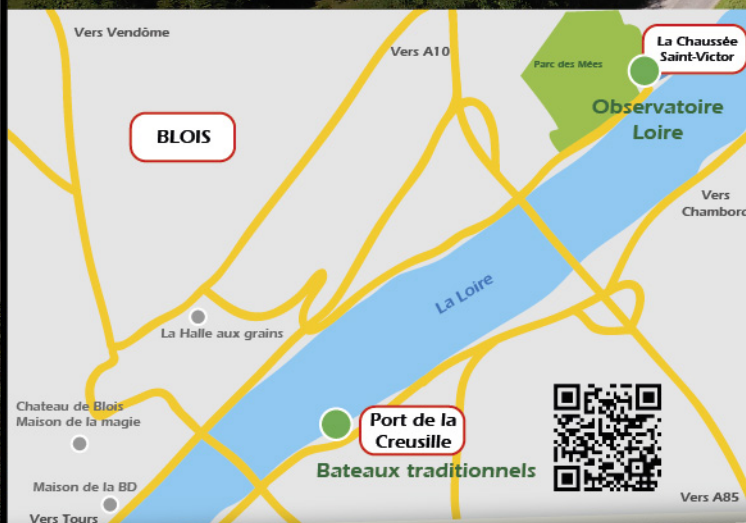 Vers Vendôme
Vers A10
La Chaussée
Saint-Victor
Parc des Mées
Observatoire
Loire
BLOIS
Vers
Chambord
La Loire
La Halle aux grains
Chateau de Blois
Maison de la magie
Port de la
Creusille
Bateaux traditionnels
Maison de la BD
Vers A85
Vers Tours